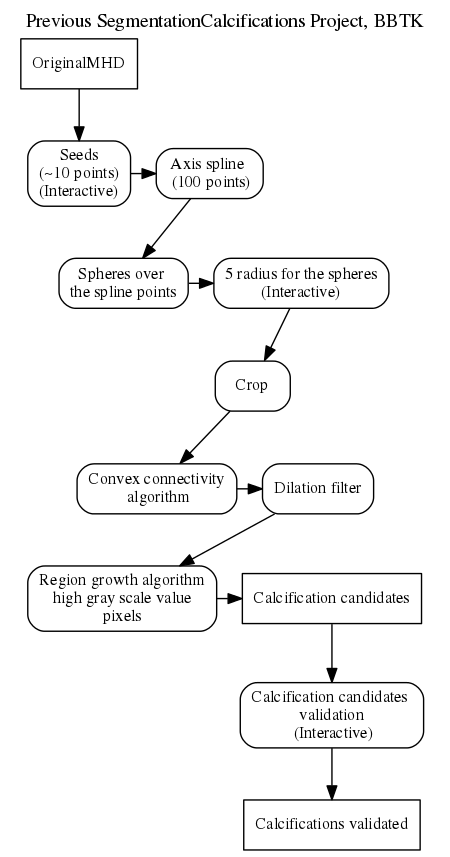 Previous SegmentationCalcifications Project, BBTK
OriginalMHD
Seeds
(~10 points)
(Interactive)
Axis spline
(100 points)
Spheres over
the spline points
5 radius for the spheres
(Interactive)
Crop
Convex connectivity
algorithm
Dilation filter
Region growth algorithm
high gray scale value
pixels
Calcification candidates
Calcification candidates
validation
(Interactive)
Calcifications validated